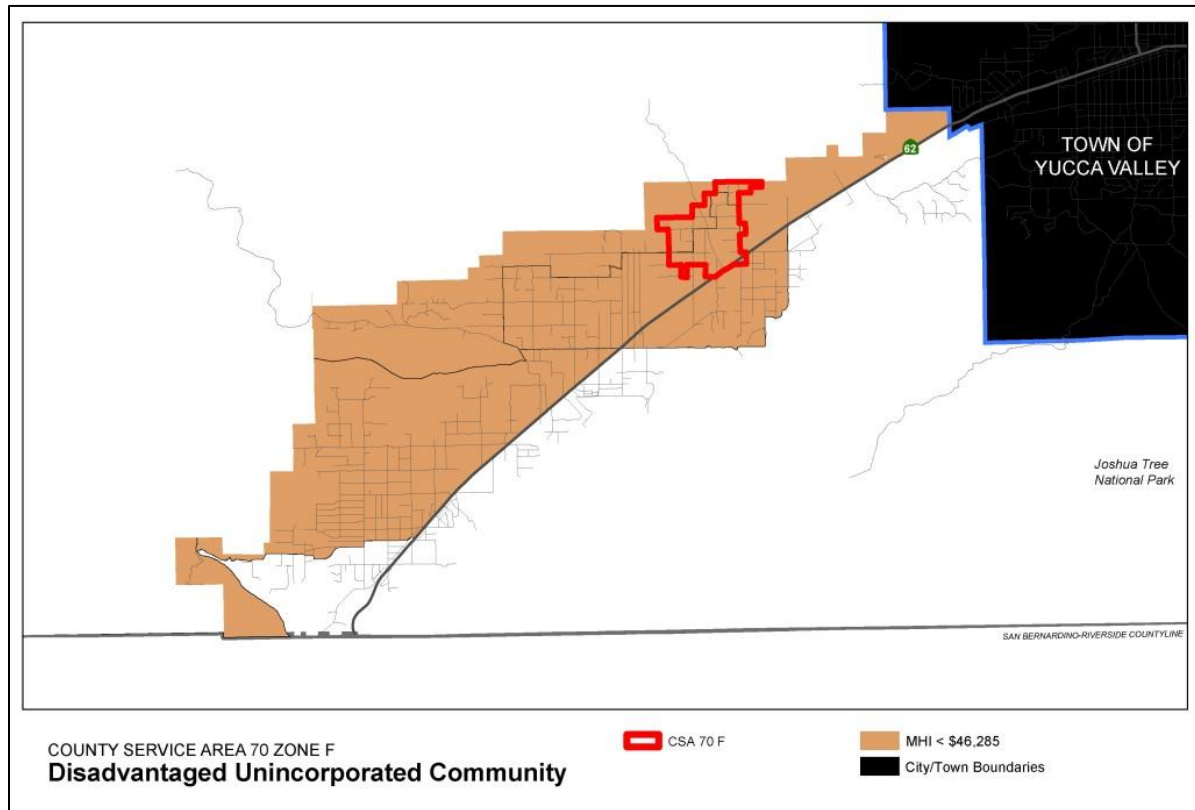 62
TOWN OF
YUCCA VALLEY
Joshua Tree
National Park
SAN BERNARDINO-RIVERSIDE COUNTYLINE
COUNTY SERVICE AREA 70 ZONE F
Disadvantaged Unincorporated Community
CSA 70 F
MHI < $46,285
City/Town Boundaries